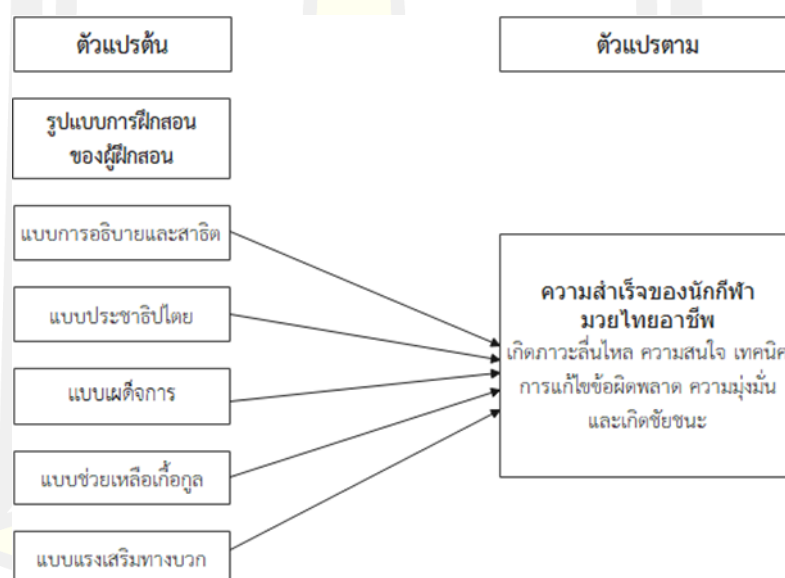 ตัวแปรต้น
ตัวแปรตาม
รูปแบบการฝึกสอน
ของผู้ฝึกสอน
แบบการอธิบายและสาธิต
แบบประชาธิปไตย
แบบเผด็จการ
แบบช่วยเหลือเกื้อกูล
แบบแรงเสริมทางบวก
ความสำเร็จของนักกีฬา
มวยไทยอาชีพ
เกิดภาวะลื่นไหล ความสนใจ เทคนิค
การแก้ไขข้อผิดพลาด ความมุ่งมั่น
และเกิดชัยชนะ